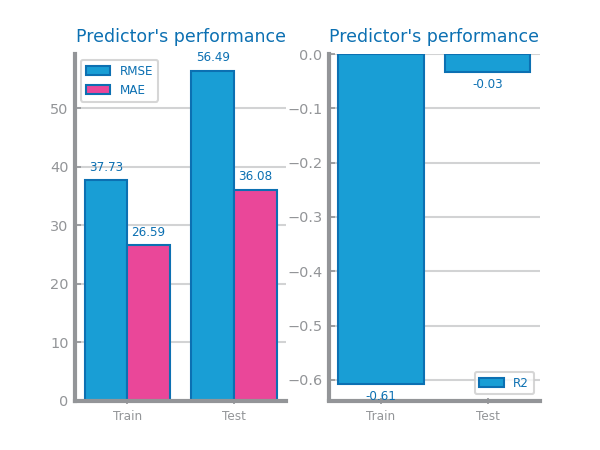 Predictor's performance
RMSE
MAE
37.73
26.59
56.49
36.08
50
40
30
20
10
0
Train
Test
Predictor's performance
0.0
−0.1
−0.2
−0.3
−0.4
−0.5
−0.6
-0.03
-0.61
R2
Train
Test